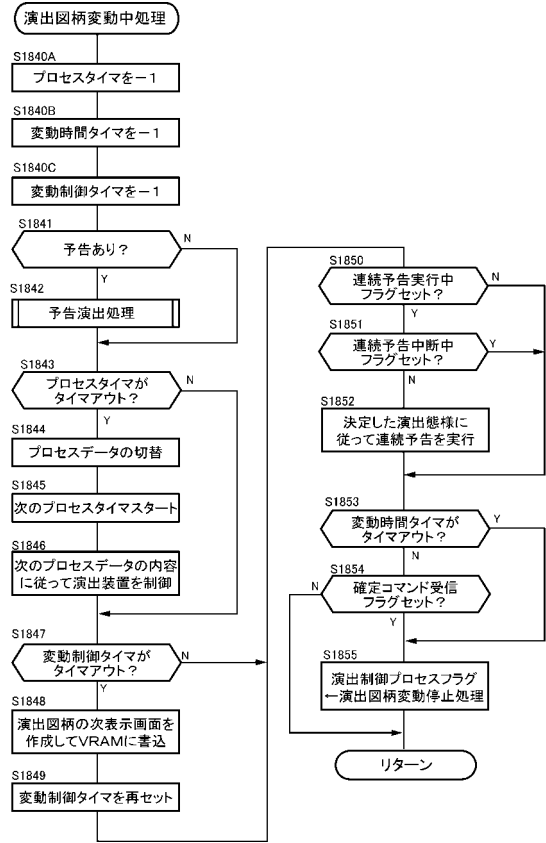 演出図柄変動中処理
S1840A
プロセスタイマを－1
S1840B
変動時間タイマを－1
S1840C
変動制御タイマを－1
S1841
予告あり？
N
Y
S1842
予告演出処理
S1843
プロセスタイマが
タイマアウト？
N
Y
S1844
プロセスデータの切替
S1845
次のプロセスタイマスタート
S1846
次のプロセスデータの内容
に従って演出装置を制御
S1847
変動制御タイマが
タイマアウト？
N
Y
S1848
演出図柄の次表示画面を
作成してVRAMに書込
S1849
変動制御タイマを再セット
S1850
連続予告実行中
フラグセット？
N
Y
S1851
連続予告中断中
フラグセット？
Y
N
S1852
決定した演出態様に
従って連続予告を実行
S1853
変動時間タイマが
タイマアウト？
Y
N
S1854
確定コマンド受信
フラグセット？
N
Y
S1855
演出制御プロセスフラグ
←演出図柄変動停止処理
リターン